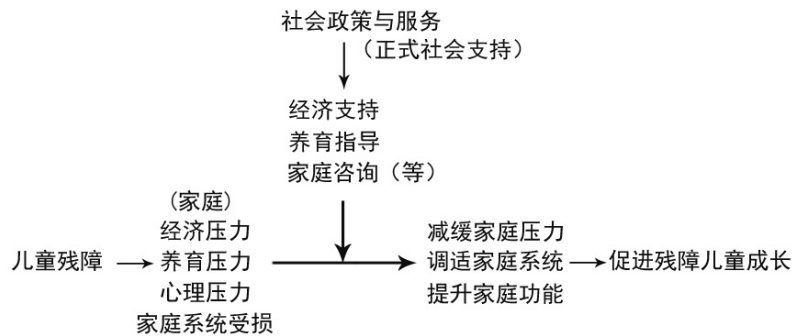 社会政策与服务
（正式社会支持）
经济支持
养育指导
家庭咨询（等）
(家庭)
经济压力
儿童残障
养育压力
心理压力
家庭系统受损
减缓家庭压力
调适家庭系统
提升家庭功能
促进残障儿童成长